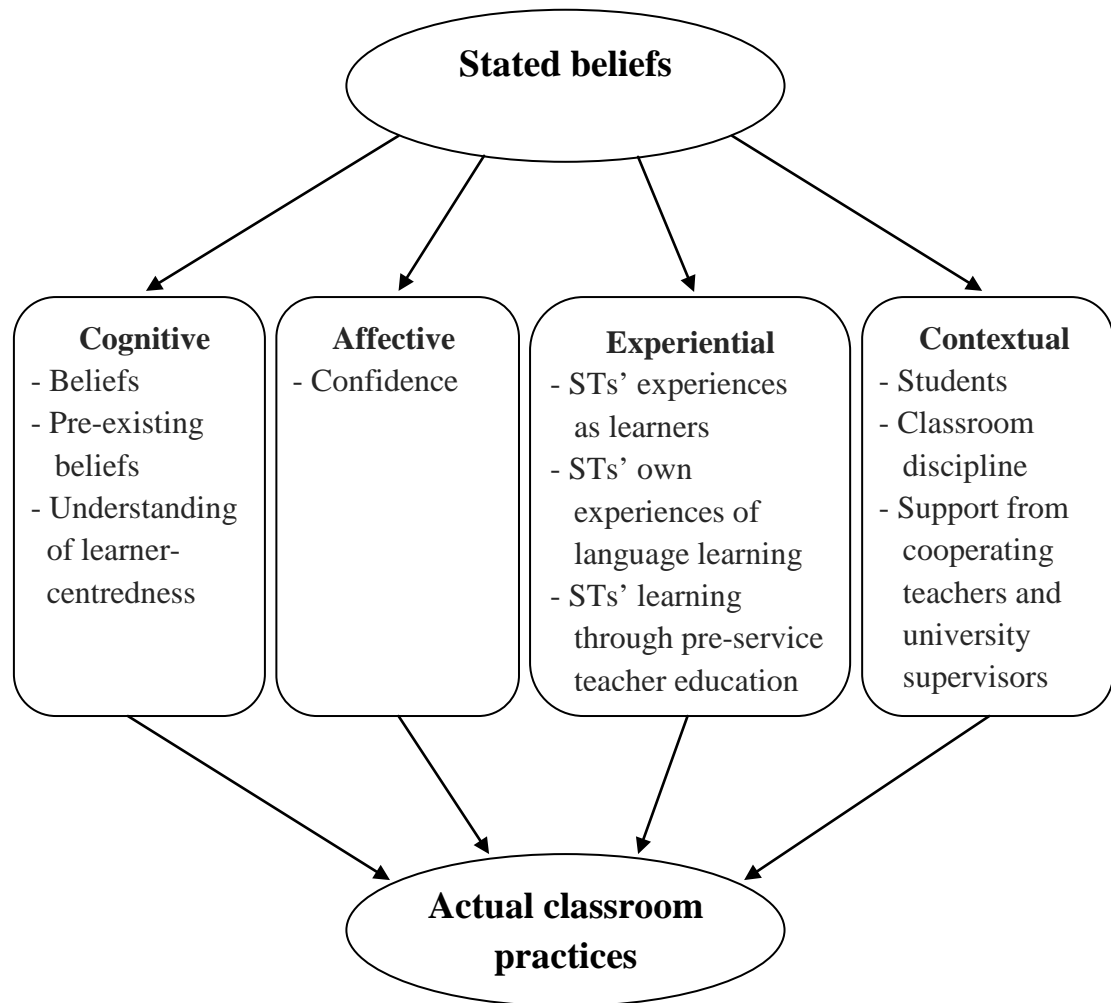 Stated beliefs
Cognitive
- Beliefs
- Pre-existing
beliefs
- Understanding
of learner-
centredness
Affective
- Confidence
Experiential
- STs’ experiences
as learners
- STs’ own
experiences of
language learning
- STs’ learning
through pre-service
teacher education
Contextual
- Students
- Classroom
discipline
- Support from
cooperating
teachers and
university
supervisors
Actual classroom
practices